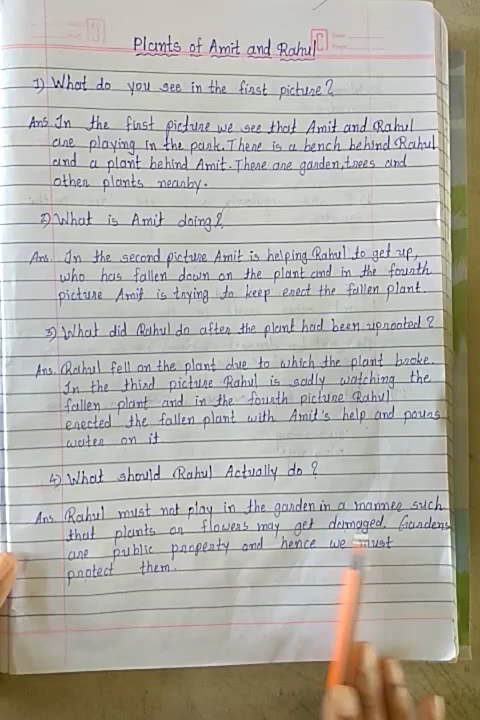 Plants of Amit and Rahul
1) What do you see in the first picture?
Ans. In the first picture we see that Amit and Rahul
are playing in the park. There is a bench behind Rahul
and a plant behind Amit. There are garden, trees and
other plants nearby.
2) What is Amit doing?
Ans. In the second picture Amit is helping Rahul to get up,
who has fallen down on the plant and in the fourth
picture Amit is trying to keep erect the fallen plant.
3) What did Rahul do after the plant had been uprooted?
Ans. Rahul fell on the plant due to which the plant broke.
In the third picture Rahul is sadly watching the
fallen plant and in the fourth picture Rahul
erected the fallen plant with Amit's help and pours
water on it
4) What should Rahul Actually do?
Ans. Rahul must not play in the garden in a manner such
that plants or flowers may get damaged. Gardens
are public property and hence we must
protect them.